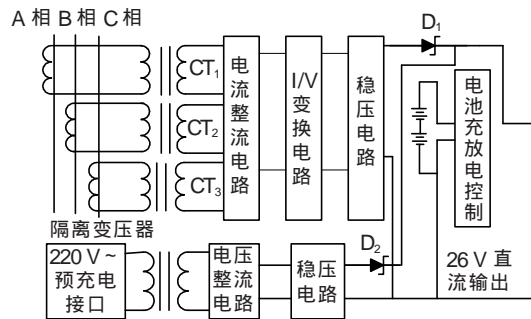 A 相 B 相 C 相
D₁
CT₁
CT₂
CT₃
电流整流电路
I/V变换电路
稳压电路
电池充放电控制
隔离变压器
220 V ~
预充电
接口
电压
整流
电路
稳压
电路
D₂
26 V 直
流输出